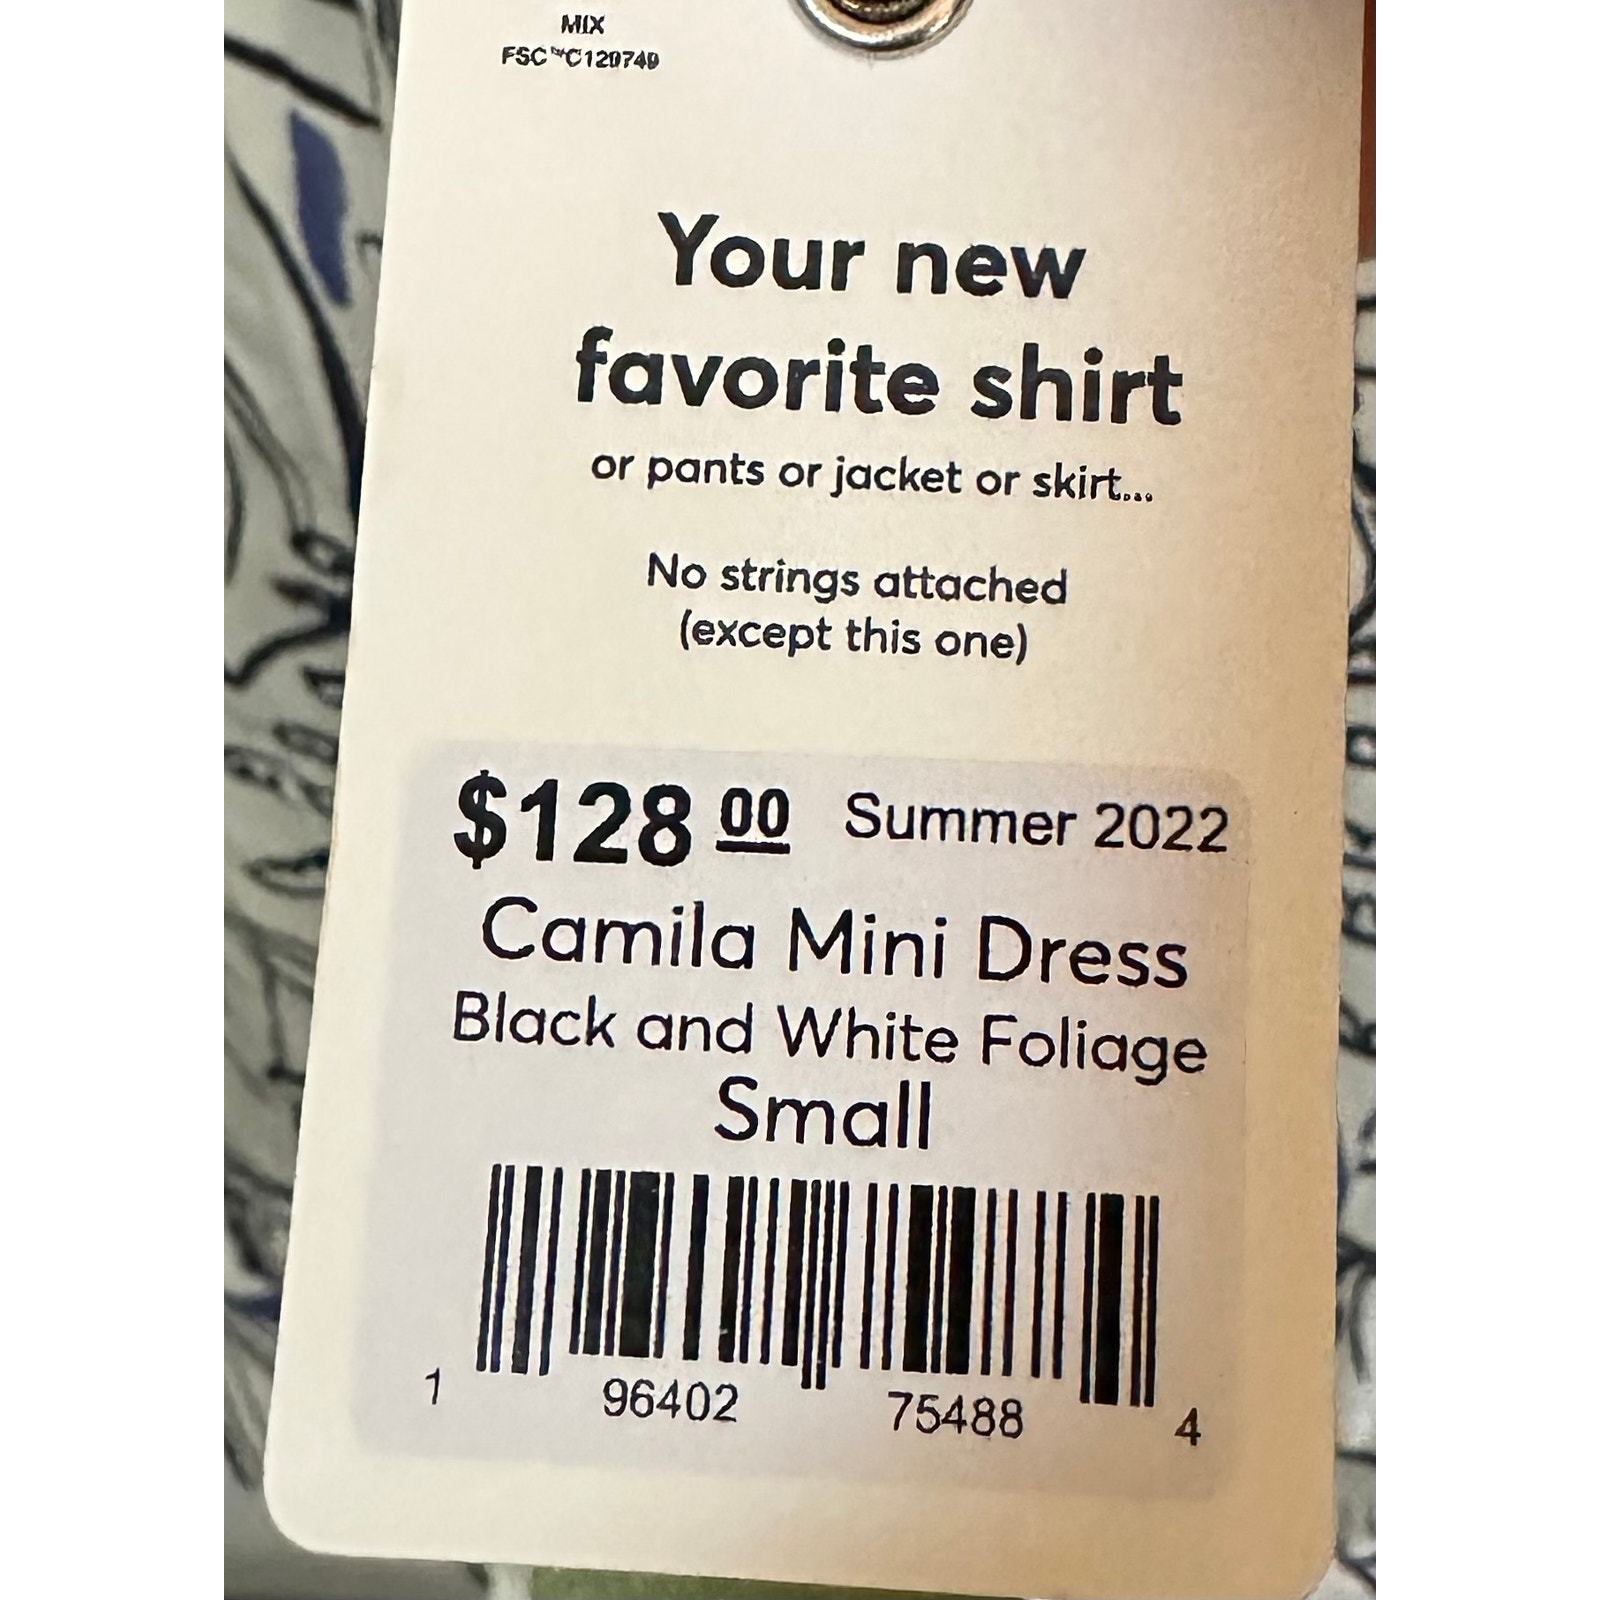 MIX
FSC™C120740
Your new
favorite shirt
or pants or jacket or skirt...
No strings attached
(except this one)
$128 00 Summer 2022
Camila Mini Dress
Black and White Foliage
Small
1 96402 75488 4